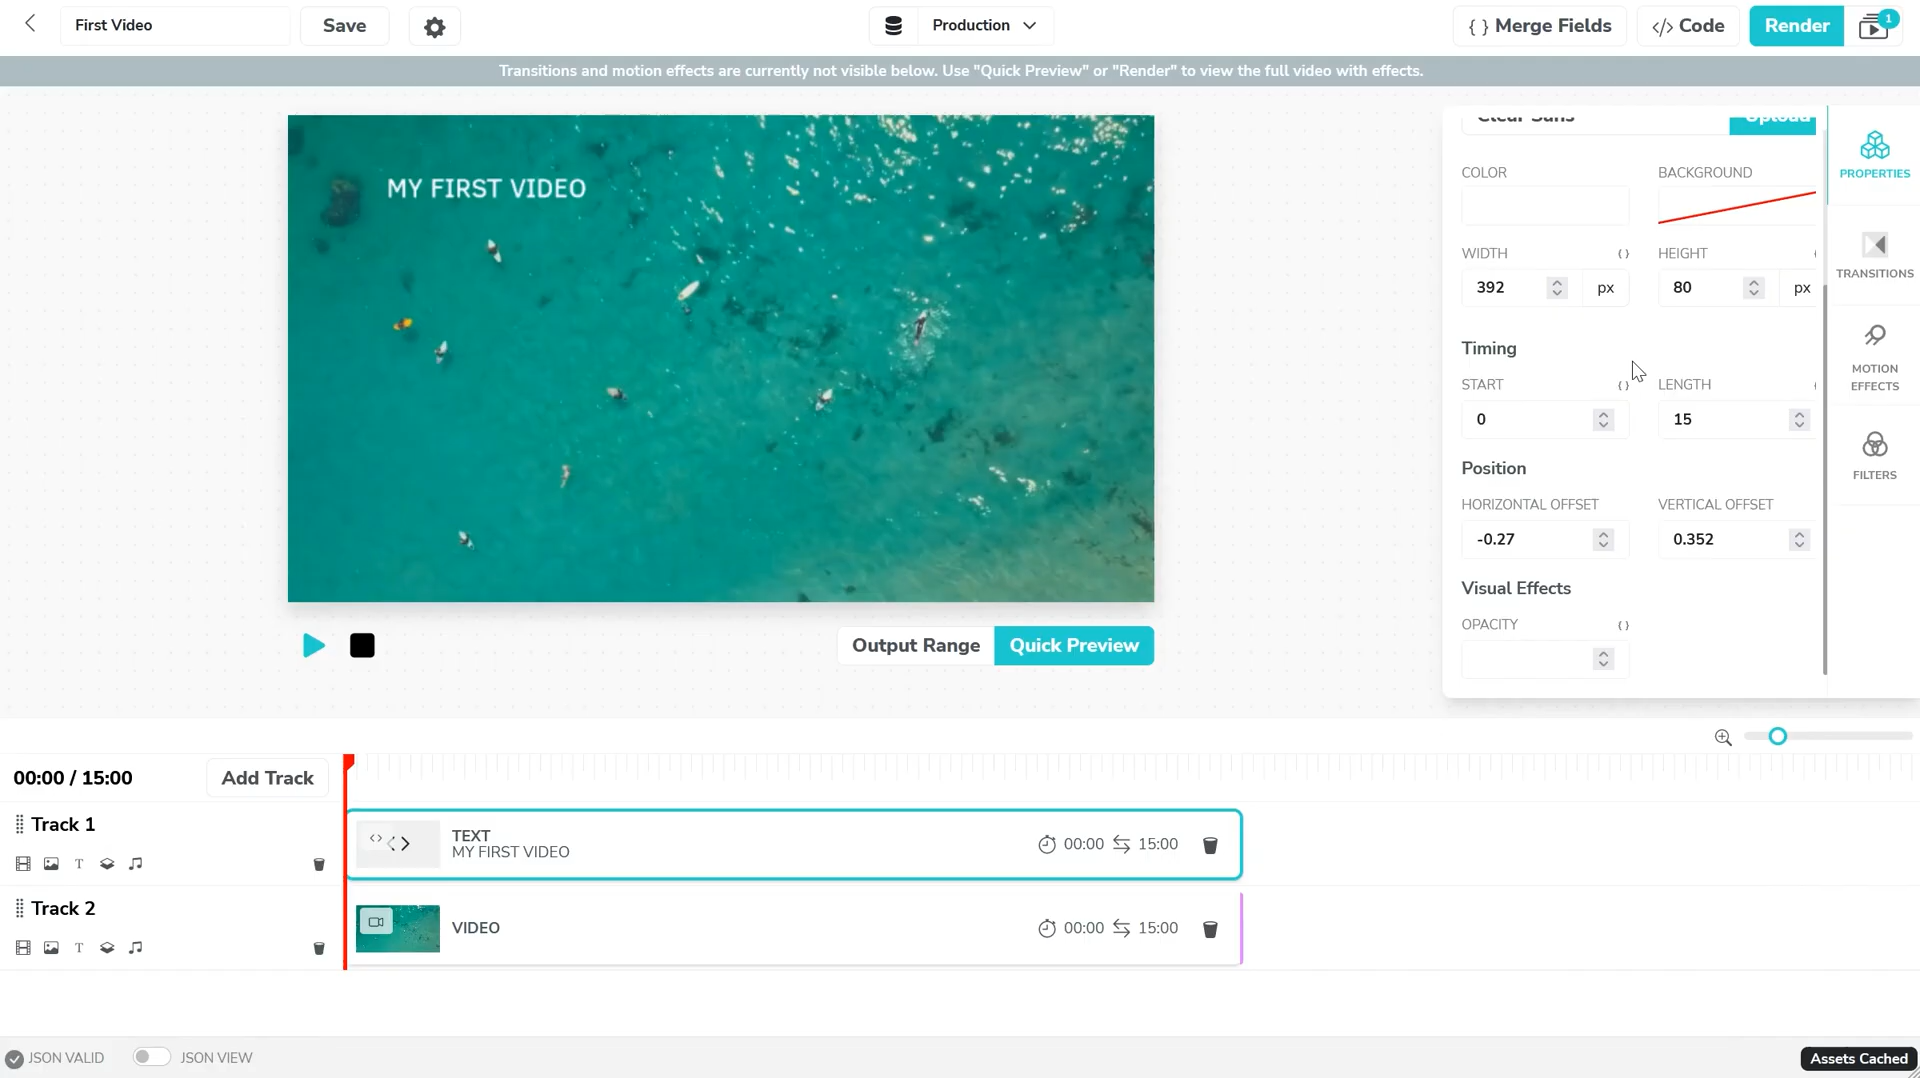 First Video
Save
Production
{ } Merge Fields
</> Code
Render
1
Transitions and motion effects are currently not visible below. Use "Quick Preview" or "Render" to view the full video with effects.
MY FIRST VIDEO
Clear Sans
Upload
COLOR
BACKGROUND
WIDTH
HEIGHT
392
px
80
px
Timing
START
LENGTH
0
15
Position
HORIZONTAL OFFSET
VERTICAL OFFSET
-0.27
0.352
Visual Effects
OPACITY
PROPERTIES
TRANSITIONS
MOTION
EFFECTS
FILTERS
Output Range
Quick Preview
00:00 / 15:00
Add Track
Track 1
TEXT
MY FIRST VIDEO
00:00
15:00
Track 2
VIDEO
00:00
15:00
JSON VALID
JSON VIEW
Assets Cached